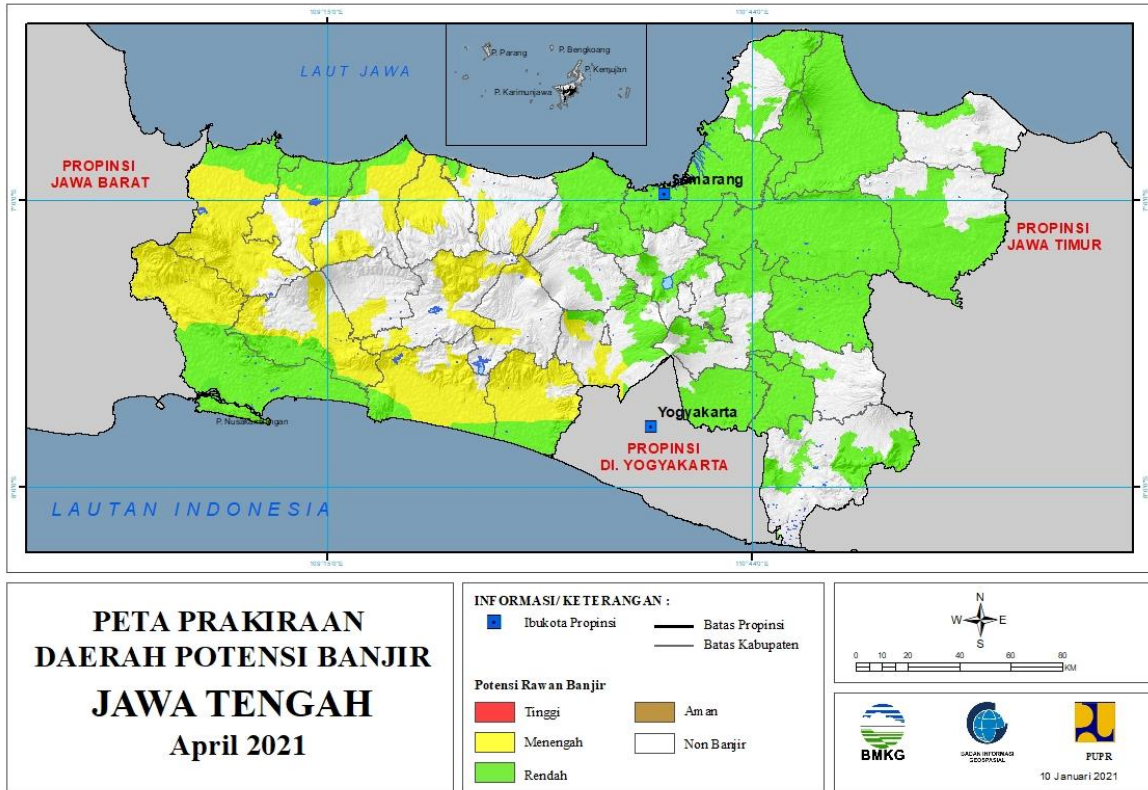 LAUT JAWA
P. Parang
P. Bengkoang
P. Kemujan
P. Karimunjawa
PROPINSI
JAWA BARAT
Semarang
PROPINSI
JAWA TIMUR
Yogyakarta
PROPINSI
DI. YOGYAKARTA
LAUTAN INDONESIA
PETA PRAKIRAAN
DAERAH POTENSI BANJIR
JAWA TENGAH
April 2021
INFORMASI/KETERANGAN :
Ibukota Propinsi
Batas Propinsi
Batas Kabupaten
Potensi Rawan Banjir
Tinggi
Aman
Menengah
Non Banjir
Rendah
N
W E
S
0 10 20 40 60 80
KM
BMKG
BADAN INFORMASI
GEOSPASIAL
PUPR
10 Januari 2021